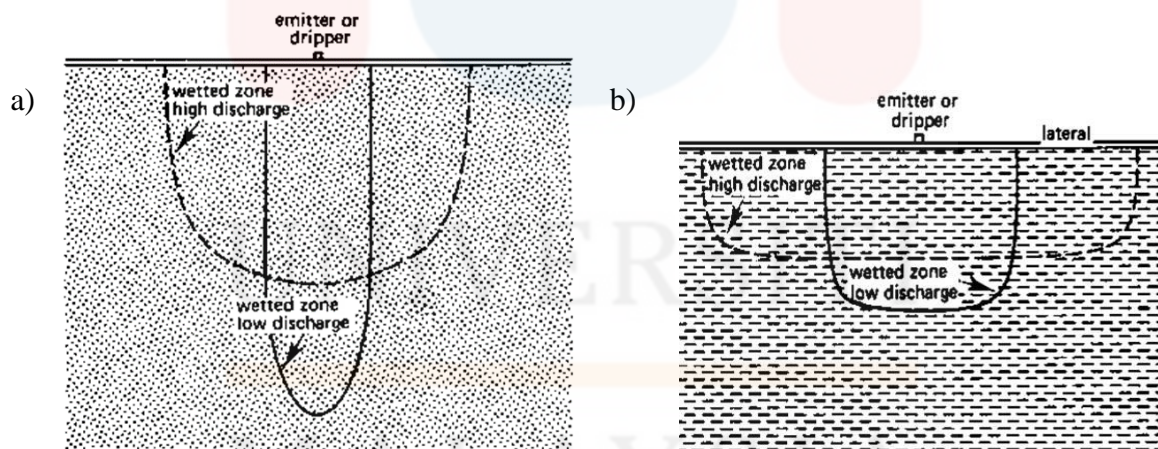 a)
emitter or
dripper
wetted zone
high discharge
wetted zone
low discharge
b)
emitter or
dripper
lateral
wetted zone
high discharge
wetted zone
low discharge